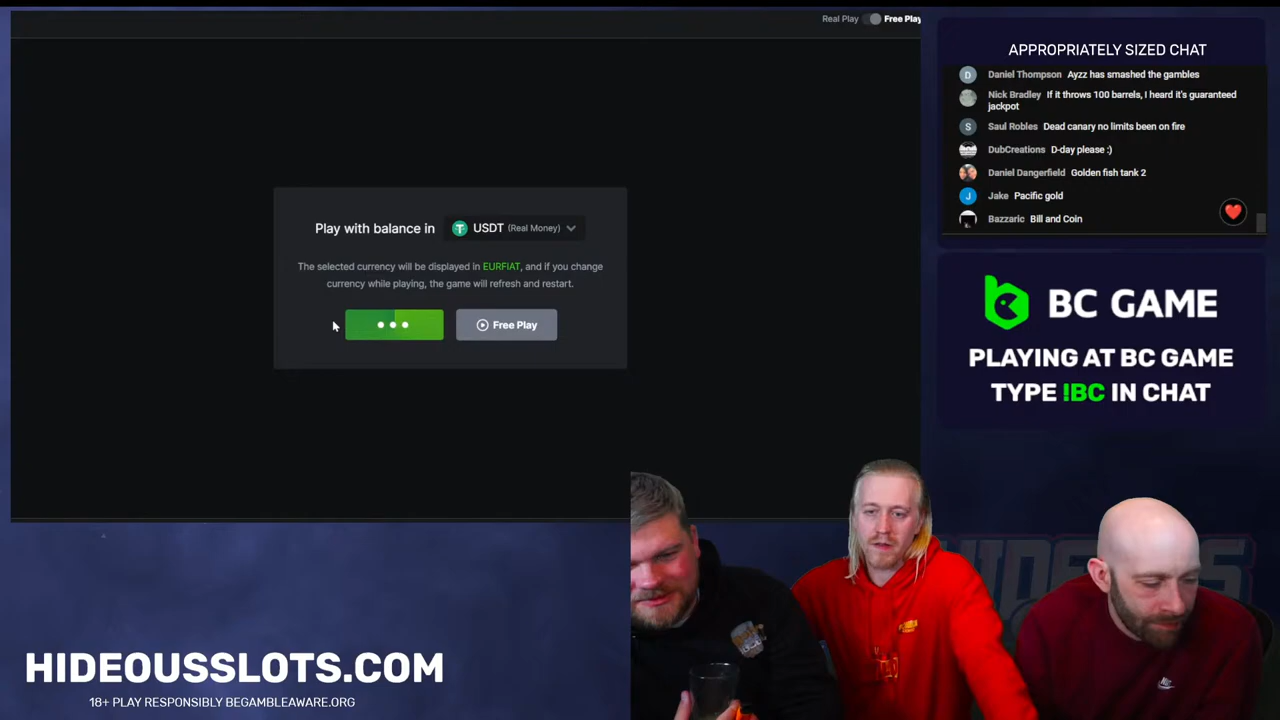 Real Play Free Play
Play with balance in USDT (Real Money)
The selected currency will be displayed in EURFIAT, and if you change
currency while playing, the game will refresh and restart.
Free Play
APPROPRIATELY SIZED CHAT
D Daniel Thompson Ayzz has smashed the gambles
Nick Bradley If it throws 100 barrels, I heard it's guaranteed
jackpot
S Saul Robles Dead canary no limits been on fire
DubCreations D-day please :)
Daniel Dangerfield Golden fish tank 2
J Jake Pacific gold
Bazzaric Bill and Coin
BC GAME
PLAYING AT BC GAME
TYPE !BC IN CHAT
HIDEOUSSLOTS.COM
18+ PLAY RESPONSIBLY BEGAMBLEAWARE.ORG